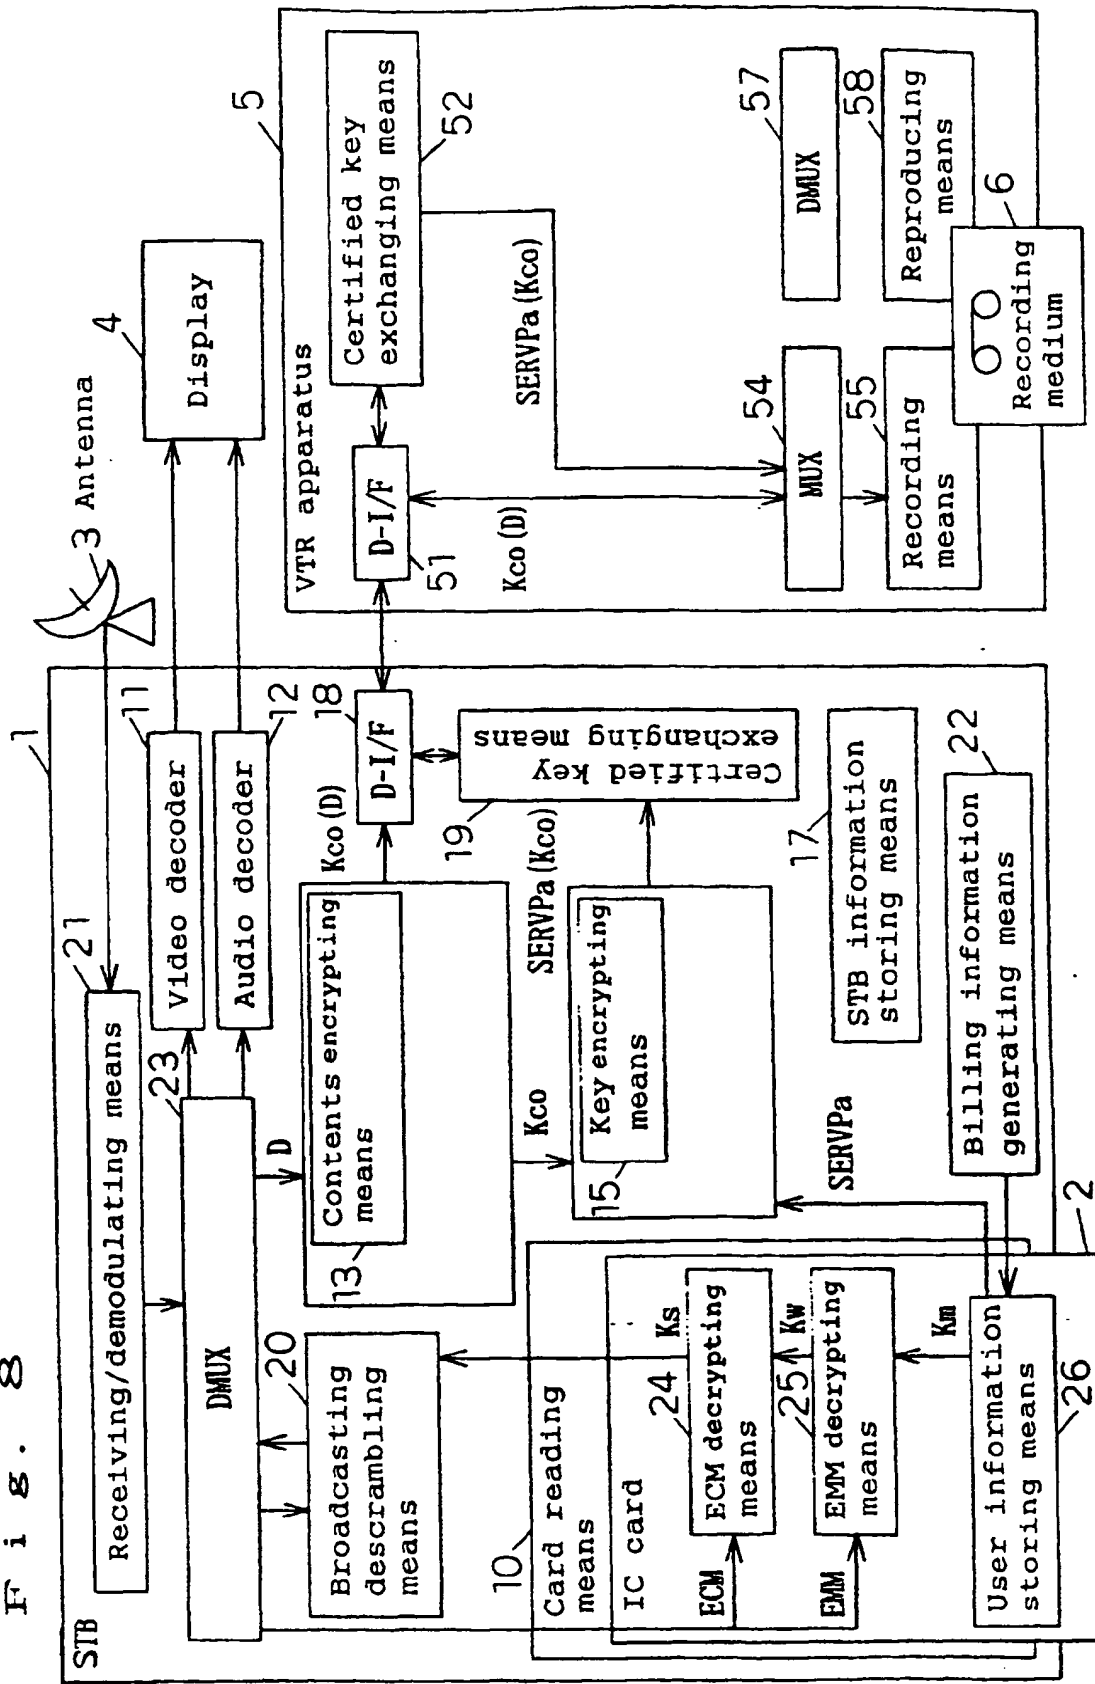 Fig. 8
STB
1
Receiving/demodulating means
21
3 Antenna
DMUX
23
Video decoder
11
Audio decoder
12
4
Display
Broadcasting
descrambling
means
20
D
Contents encrypting
means
13
Kco(D)
D-I/F
18
Certified key
exchanging means
19
Kco
SERVPa(Kco)
Key encrypting
means
15
SERVPa
STB information
storing means
17
Billing information
generating means
22
10
Card reading
means
IC card
2
ECM
ECM decrypting
means
24
Ks
EMM
EMM decrypting
means
25
Kw
Km
User information
storing means
26
VTR apparatus
5
D-I/F
51
Certified key
exchanging means
52
Kco(D)
SERVPa(Kco)
MUX
54
DMUX
57
Recording
means
55
Reproducing
means
58
Recording
medium
6